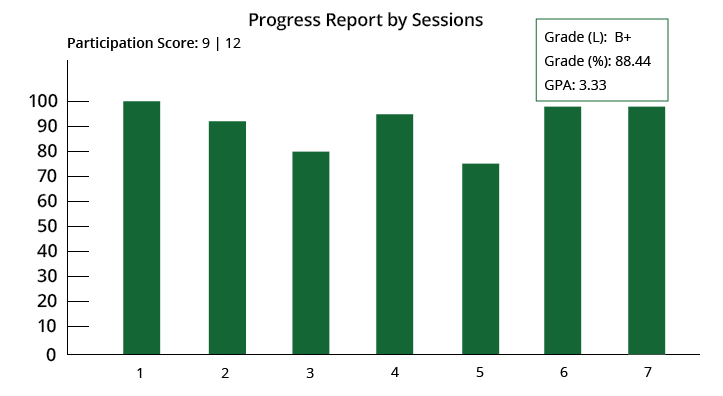 Progress Report by Sessions
Participation Score: 9 | 12
Grade (L): B+
Grade (%): 88.44
GPA: 3.33
100
90
80
70
60
50
40
30
20
10
0
1 2 3 4 5 6 7